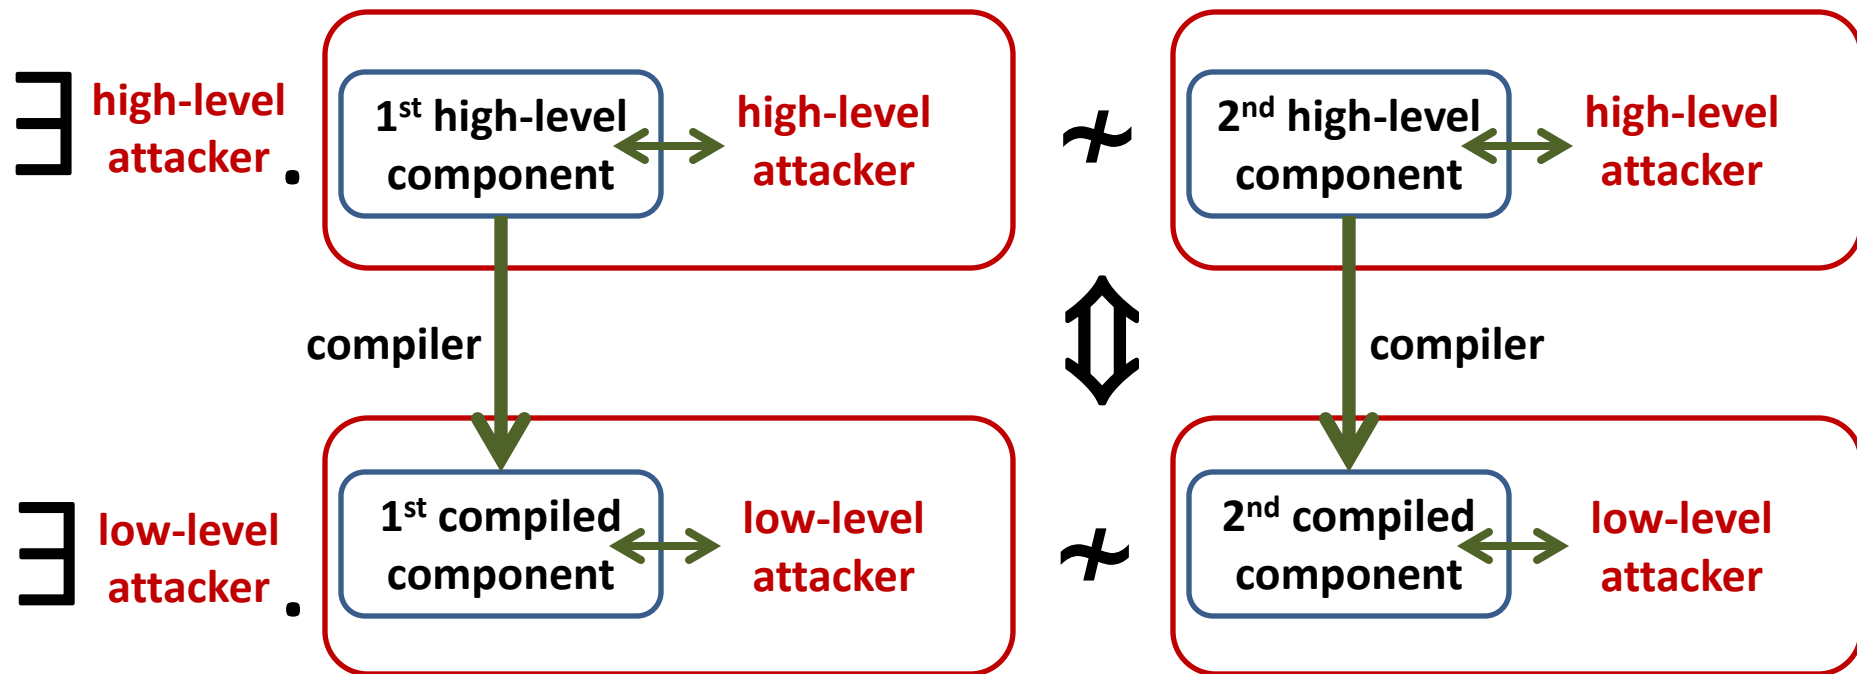 ∃ high-level attacker.
1st high-level
component
high-level
attacker
≁
2nd high-level
component
high-level
attacker
compiler
⇕
compiler
∃ low-level attacker.
1st compiled
component
low-level
attacker
≁
2nd compiled
component
low-level
attacker